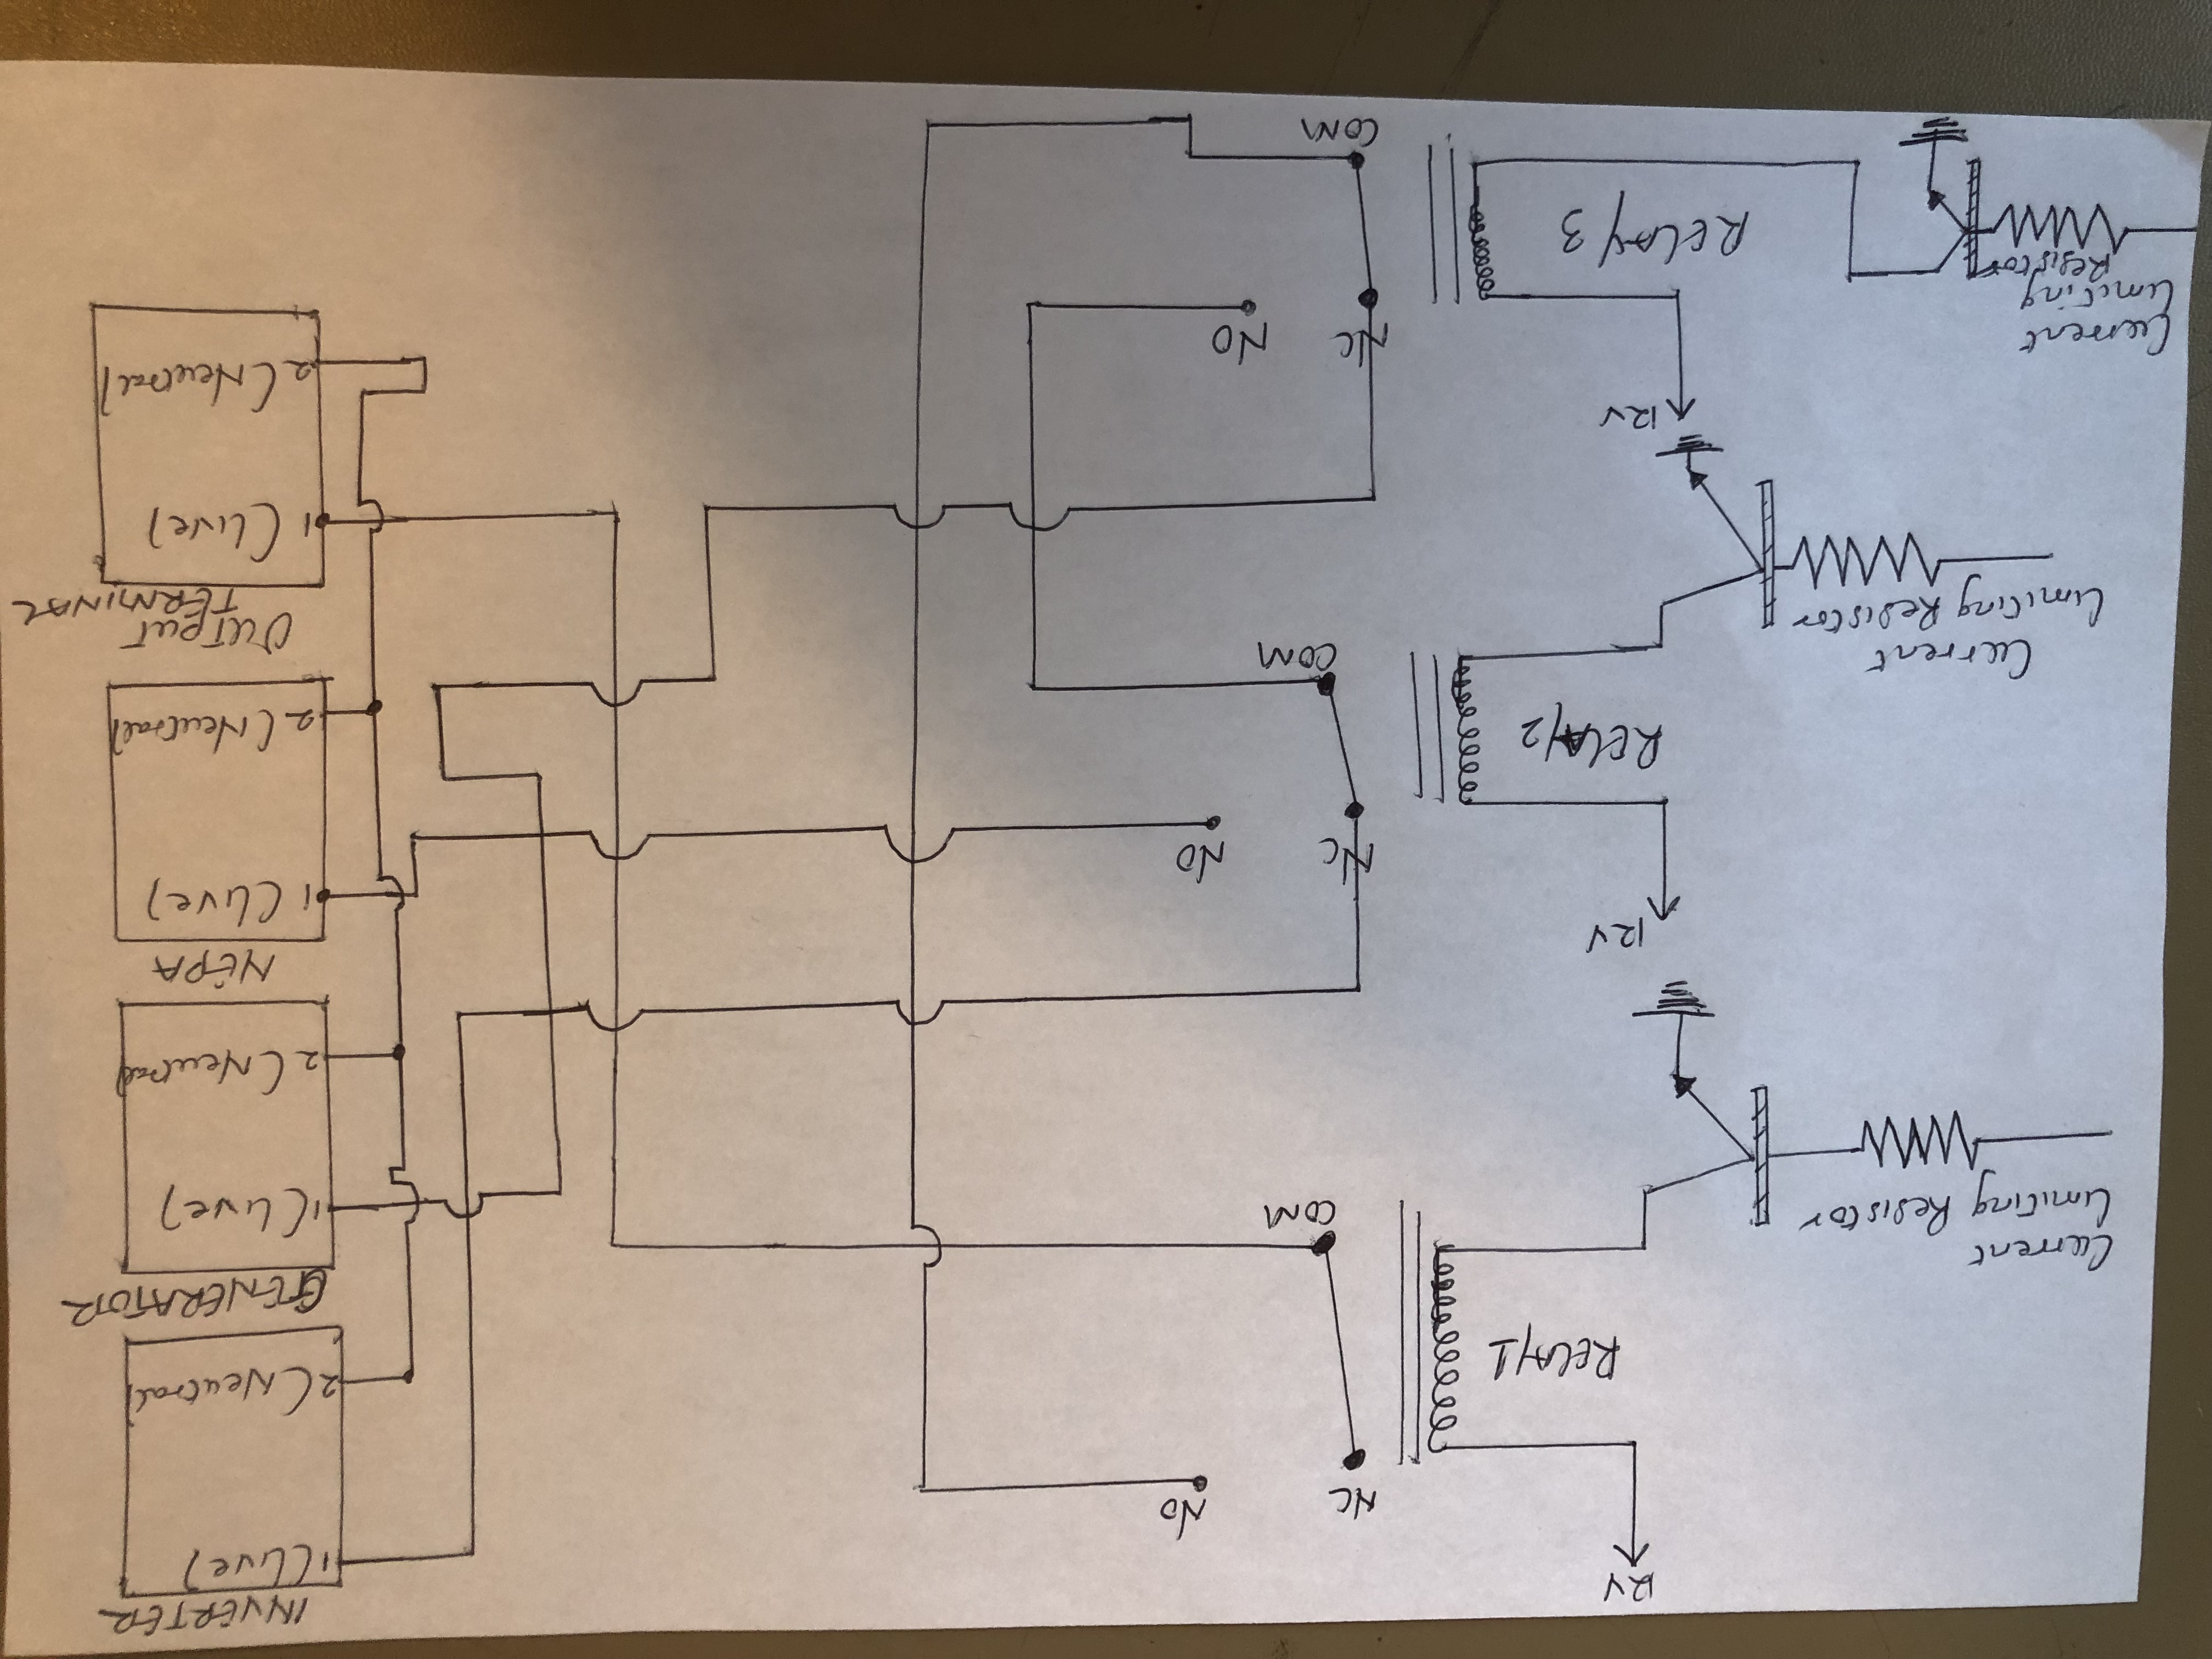 12V
NC
NO
RELAY1
COM
Current
Limiting Resistor
12V
NC
NO
RELAY2
COM
Current
Limiting Resistor
12V
NC
NO
RELAY 3
COM
Current
Limiting
Resistor
INVERTER
1 (Live)
2 (Neutral)
GENERATOR
1 (Live)
2 (Neutral)
NEPA
1 (Live)
2 (Neutral)
OUTPUT
TERMINAL
1 (Live)
2 (Neutral)